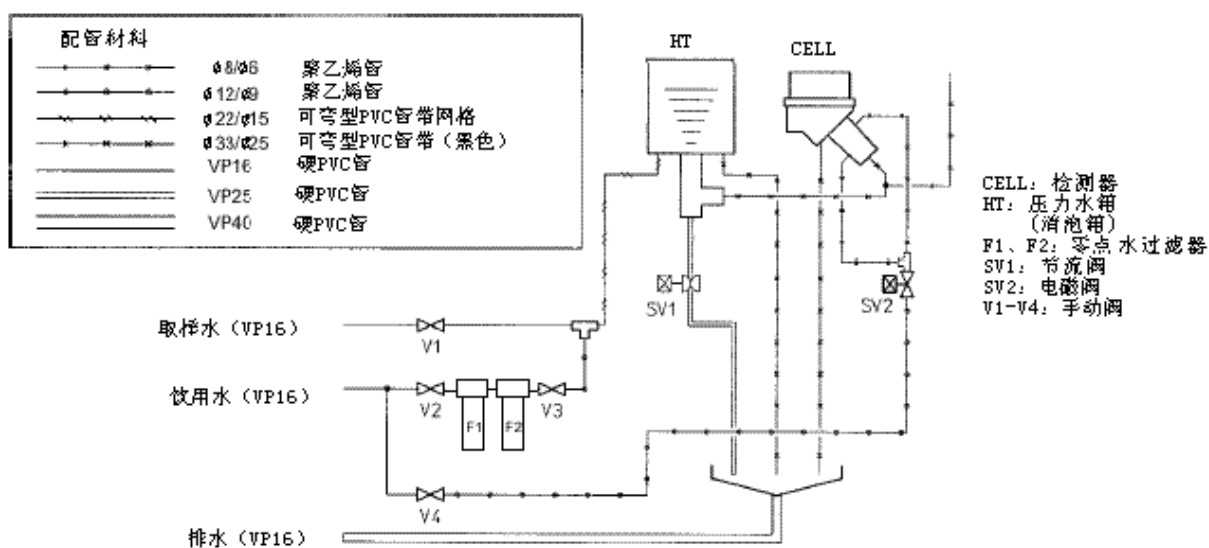 配管材料
ø8/ø6 聚乙烯管
ø12/ø9 聚乙烯管
ø22/ø15 可弯型PVC管带网格
ø33/ø25 可弯型PVC管带（黑色）
VP16 硬PVC管
VP25 硬PVC管
VP40 硬PVC管
HT
CELL
CELL：检测器
HT：压力水箱
（消泡箱）
F1、F2：零点水过滤器
SV1：节流阀
SV2：电磁阀
V1-V4：手动阀
SV1
SV2
取样水（VP16）
V1
饮用水（VP16）
V2
F1
F2
V3
V4
排水（VP16）